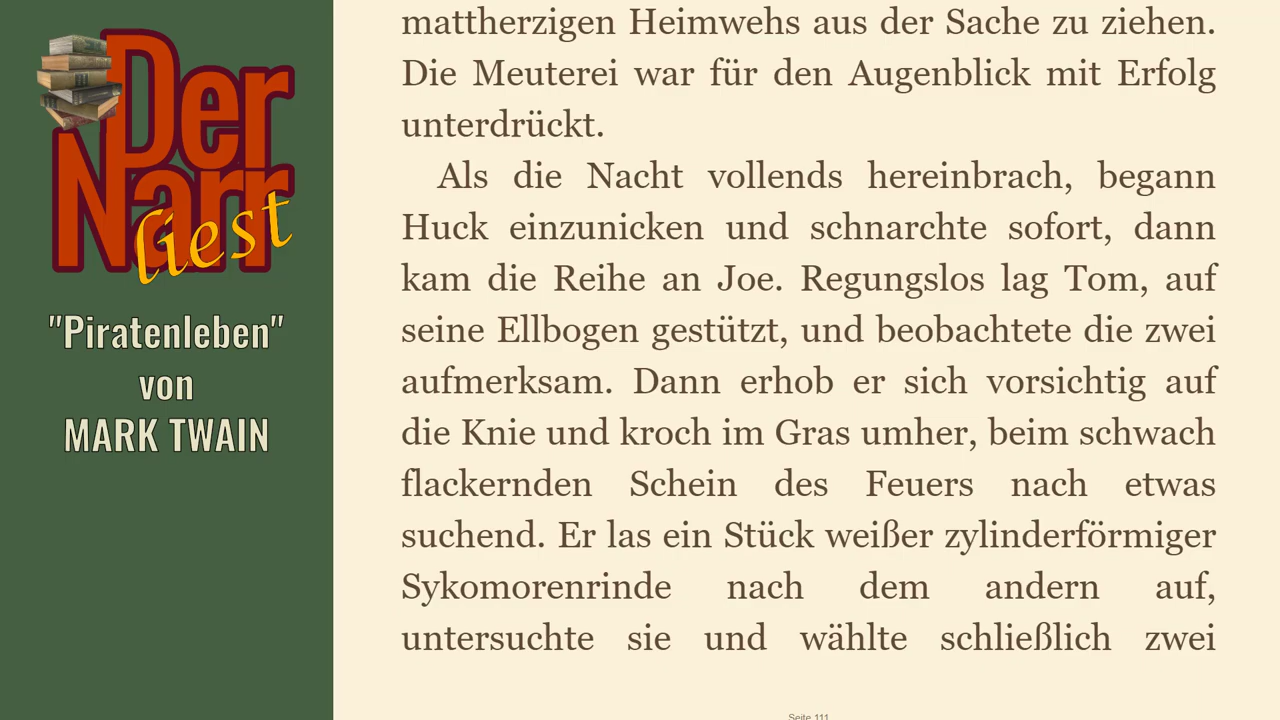 Der
Narr
liest
"Piratenleben"
von
MARK TWAIN
mattherzigen Heimwehs aus der Sache zu ziehen.
Die Meuterei war für den Augenblick mit Erfolg
unterdrückt.
Als die Nacht vollends hereinbrach, begann
Huck einzunicken und schnarchte sofort, dann
kam die Reihe an Joe. Regungslos lag Tom, auf
seine Ellbogen gestützt, und beobachtete die zwei
aufmerksam. Dann erhob er sich vorsichtig auf
die Knie und kroch im Gras umher, beim schwach
flackernden Schein des Feuers nach etwas
suchend. Er las ein Stück weißer zylinderförmiger
Sykomorenrinde nach dem andern auf,
untersuchte sie und wählte schließlich zwei
Seite 111